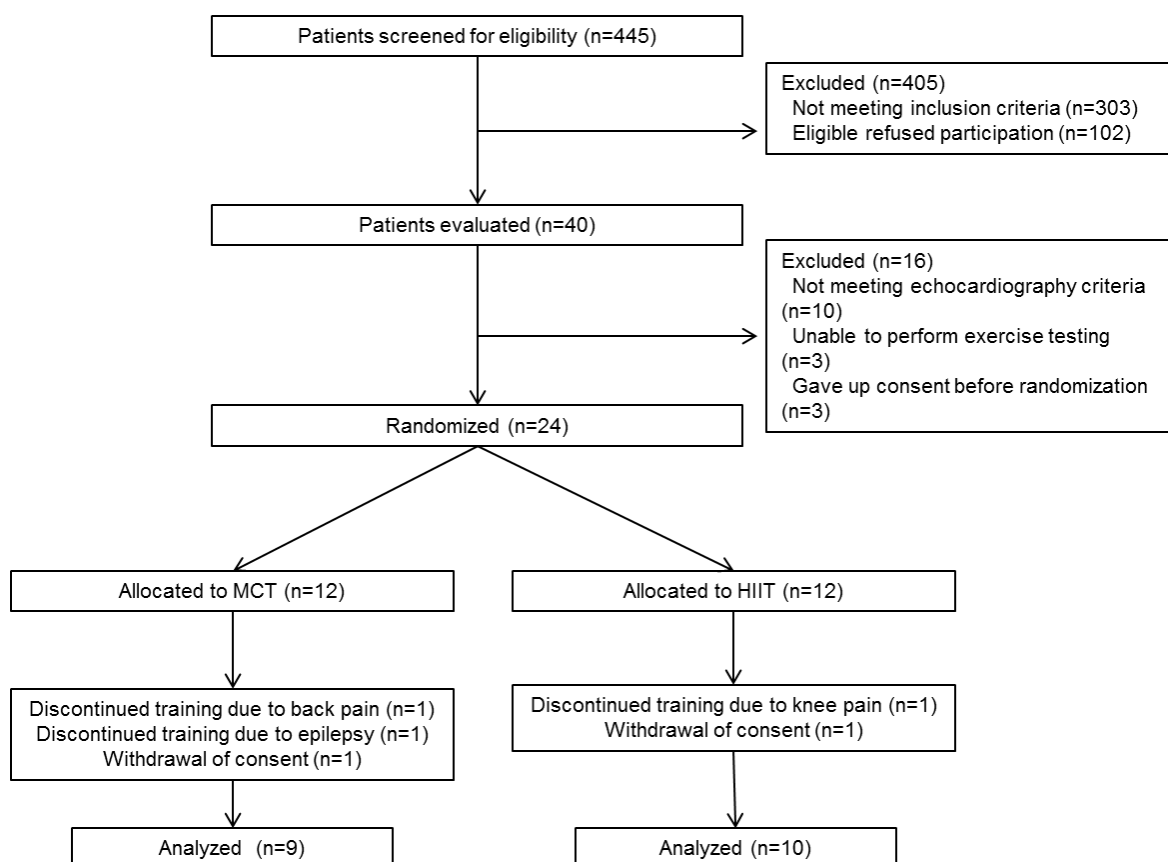 Patients screened for eligibility (n=445)
Excluded (n=405)
Not meeting inclusion criteria (n=303)
Eligible refused participation (n=102)
Patients evaluated (n=40)
Excluded (n=16)
Not meeting echocardiography criteria
(n=10)
Unable to perform exercise testing
(n=3)
Gave up consent before randomization
(n=3)
Randomized (n=24)
Allocated to MCT (n=12)
Allocated to HIIT (n=12)
Discontinued training due to back pain (n=1)
Discontinued training due to epilepsy (n=1)
Withdrawal of consent (n=1)
Discontinued training due to knee pain (n=1)
Withdrawal of consent (n=1)
Analyzed (n=9)
Analyzed (n=10)